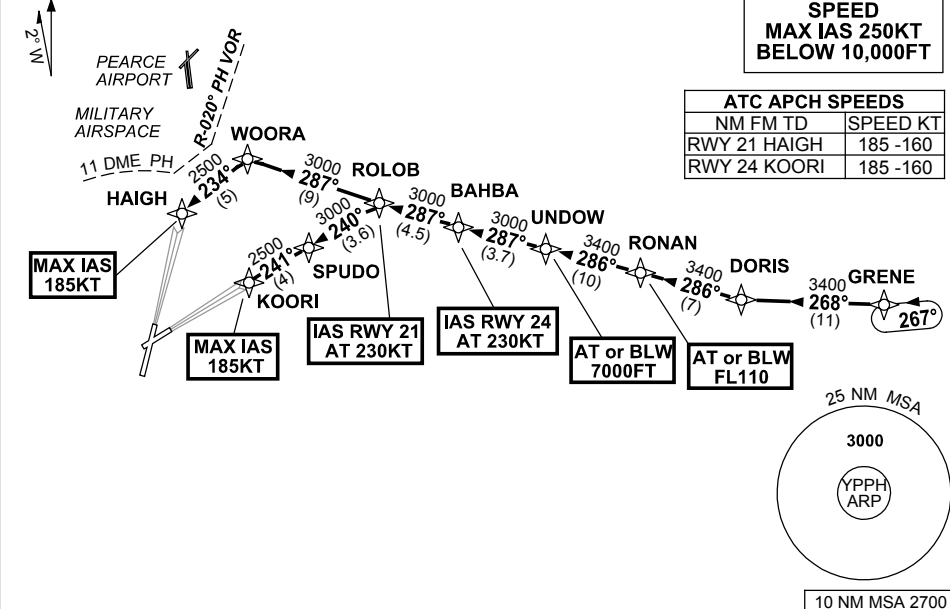 SPEED
MAX IAS 250KT
BELOW 10,000FT
ATC APCH SPEEDS
NM FM TD SPEED KT
RWY 21 HAIGH 185 -160
RWY 24 KOORI 185 -160
2° W
PEARCE
AIRPORT
MILITARY
AIRSPACE
R-020° PH VOR
11 DME PH
WOORA
2500
234°
(5)
HAIGH
MAX IAS
185KT
3000
287°
(9)
ROLOB
3000
240°
(3.6)
SPUDO
2500
241°
(4)
KOORI
MAX IAS
185KT
IAS RWY 21
AT 230KT
3000
287°
(4.5)
BAHBA
IAS RWY 24
AT 230KT
3000
287°
(3.7)
UNDOW
AT or BLW
7000FT
3400
286°
(10)
RONAN
AT or BLW
FL110
3400
286°
(7)
DORIS
3400
268°
(11)
GRENE
267°
25 NM MSA
3000
YPPH
ARP
10 NM MSA 2700